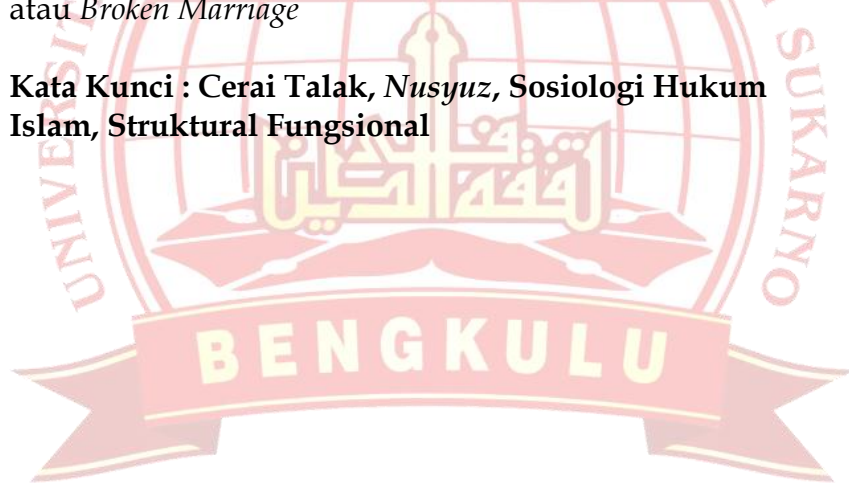 atau Broken Marriage
Kata Kunci : Cerai Talak, Nusyuz, Sosiologi Hukum
Islam, Struktural Fungsional
SUKARNO
BENGKULU